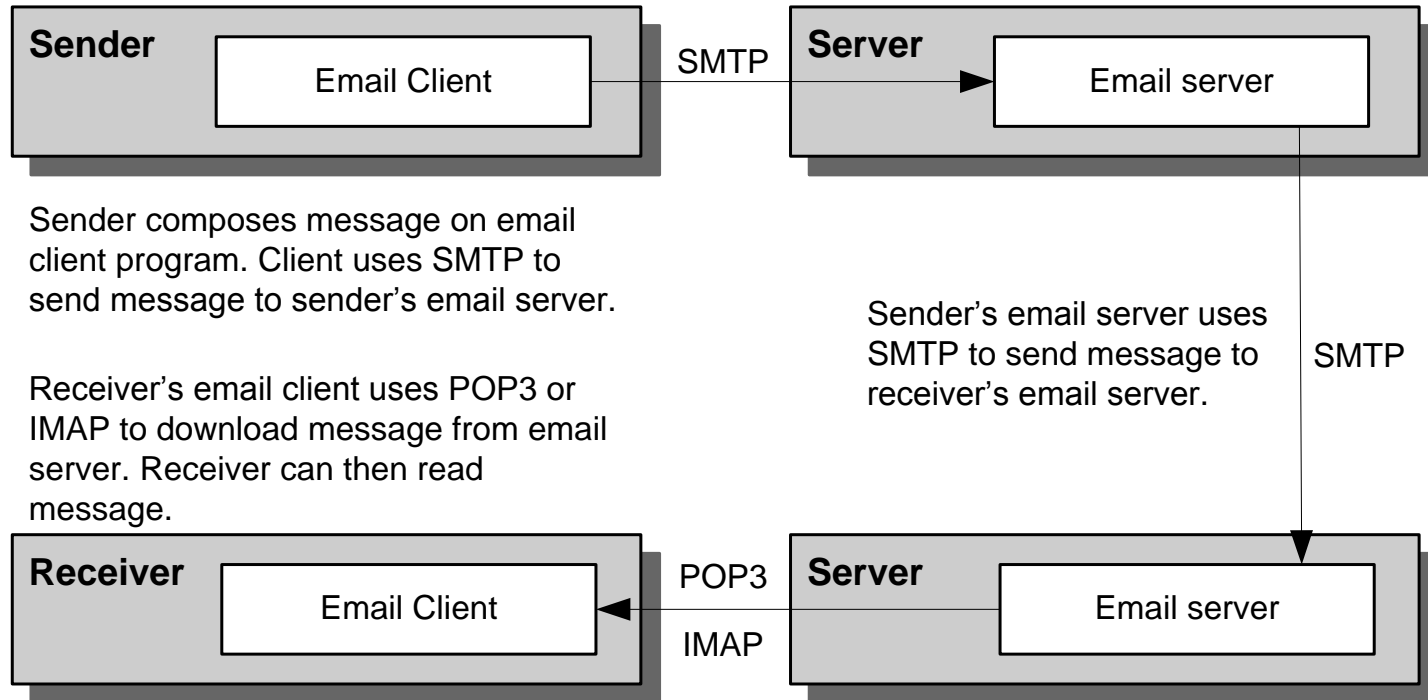 Sender
Email Client
SMTP
Server
Email server
Sender composes message on email
client program. Client uses SMTP to
send message to sender's email server.
Sender's email server uses
SMTP to send message to
receiver's email server.
SMTP
Receiver's email client uses POP3 or
IMAP to download message from email
server. Receiver can then read
message.
Receiver
Email Client
POP3
IMAP
Server
Email server